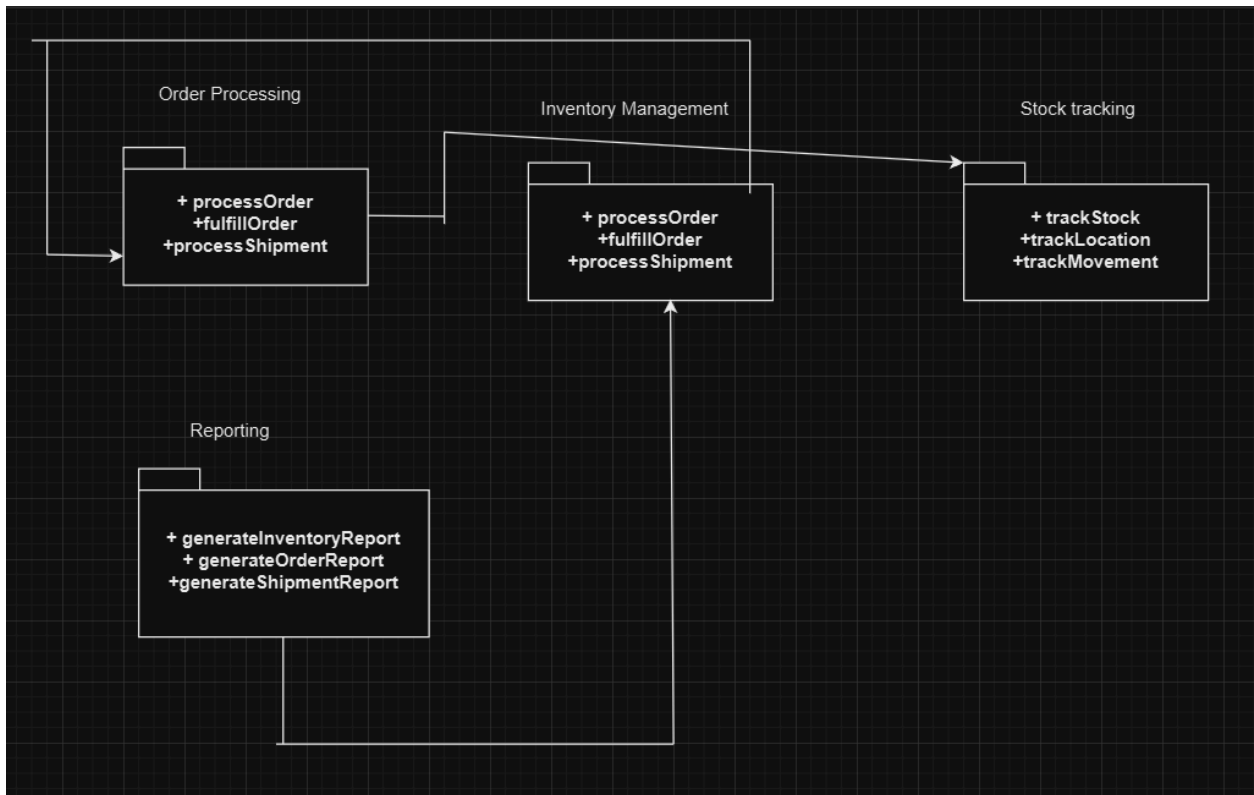 Order Processing
+ processOrder
+fulfillOrder
+processShipment
Inventory Management
+ processOrder
+fulfillOrder
+processShipment
Stock tracking
+ trackStock
+trackLocation
+trackMovement
Reporting
+ generateInventoryReport
+ generateOrderReport
+generateShipmentReport